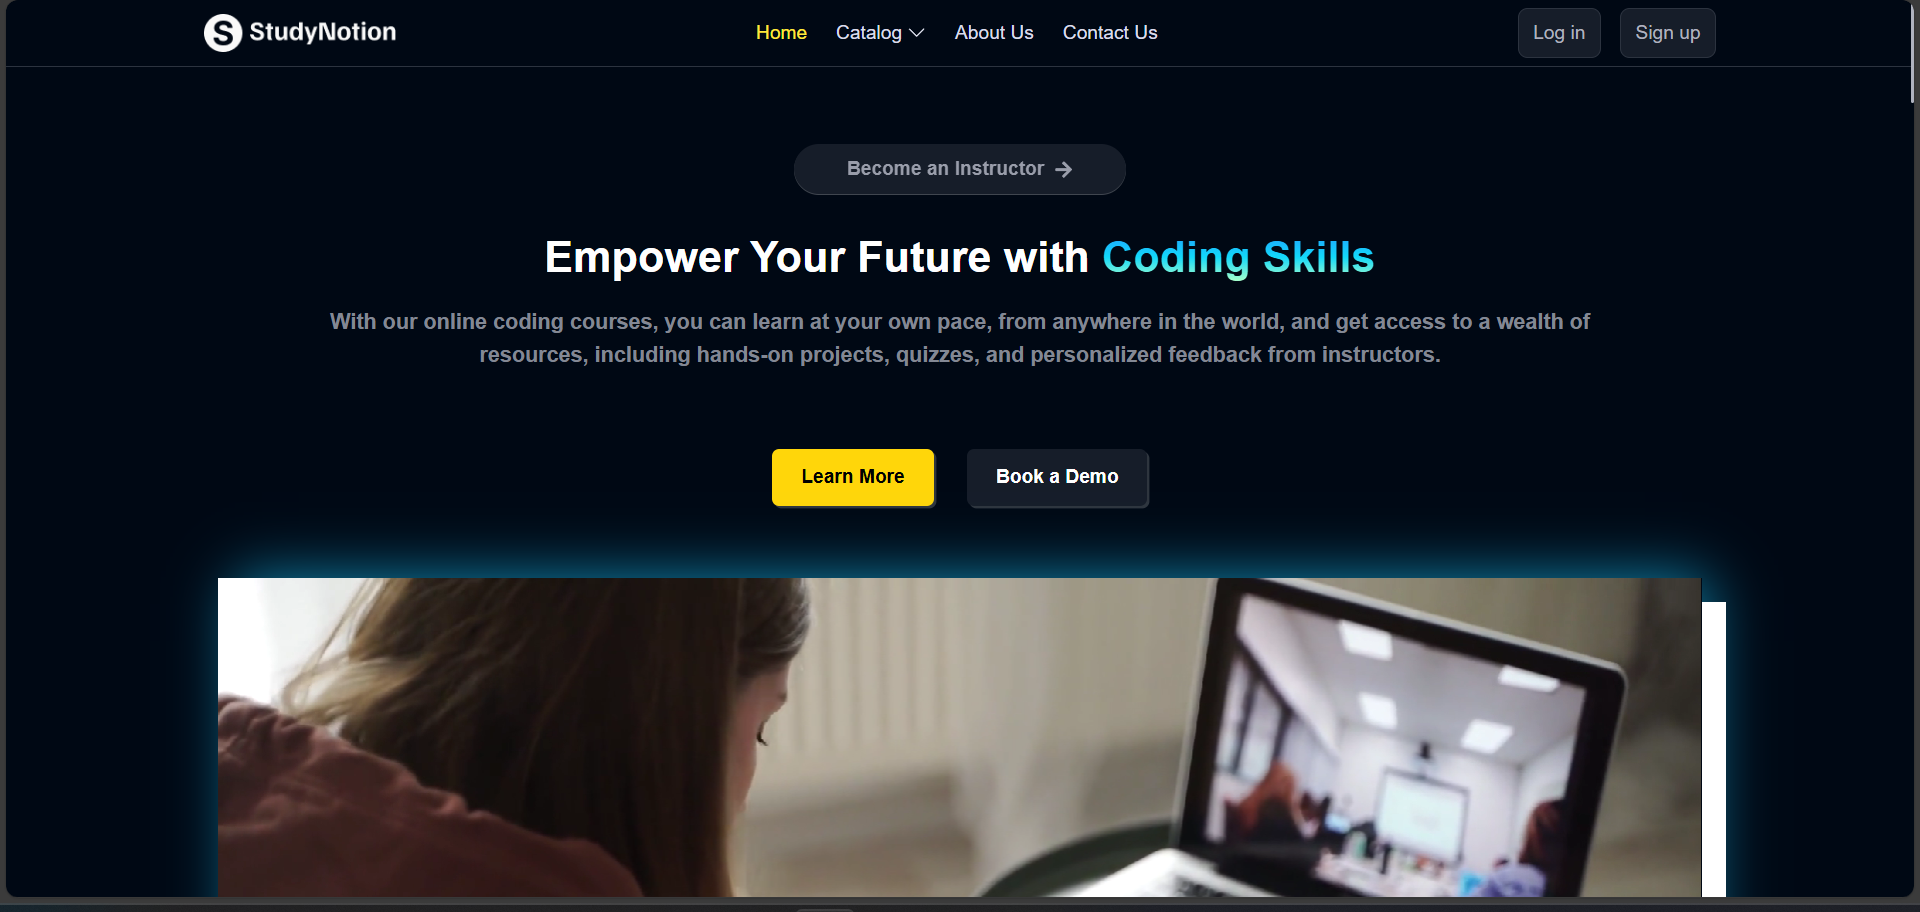 StudyNotion
Home Catalog About Us Contact Us
Log in Sign up
Become an Instructor
Empower Your Future with Coding Skills
With our online coding courses, you can learn at your own pace, from anywhere in the world, and get access to a wealth of
resources, including hands-on projects, quizzes, and personalized feedback from instructors.
Learn More Book a Demo